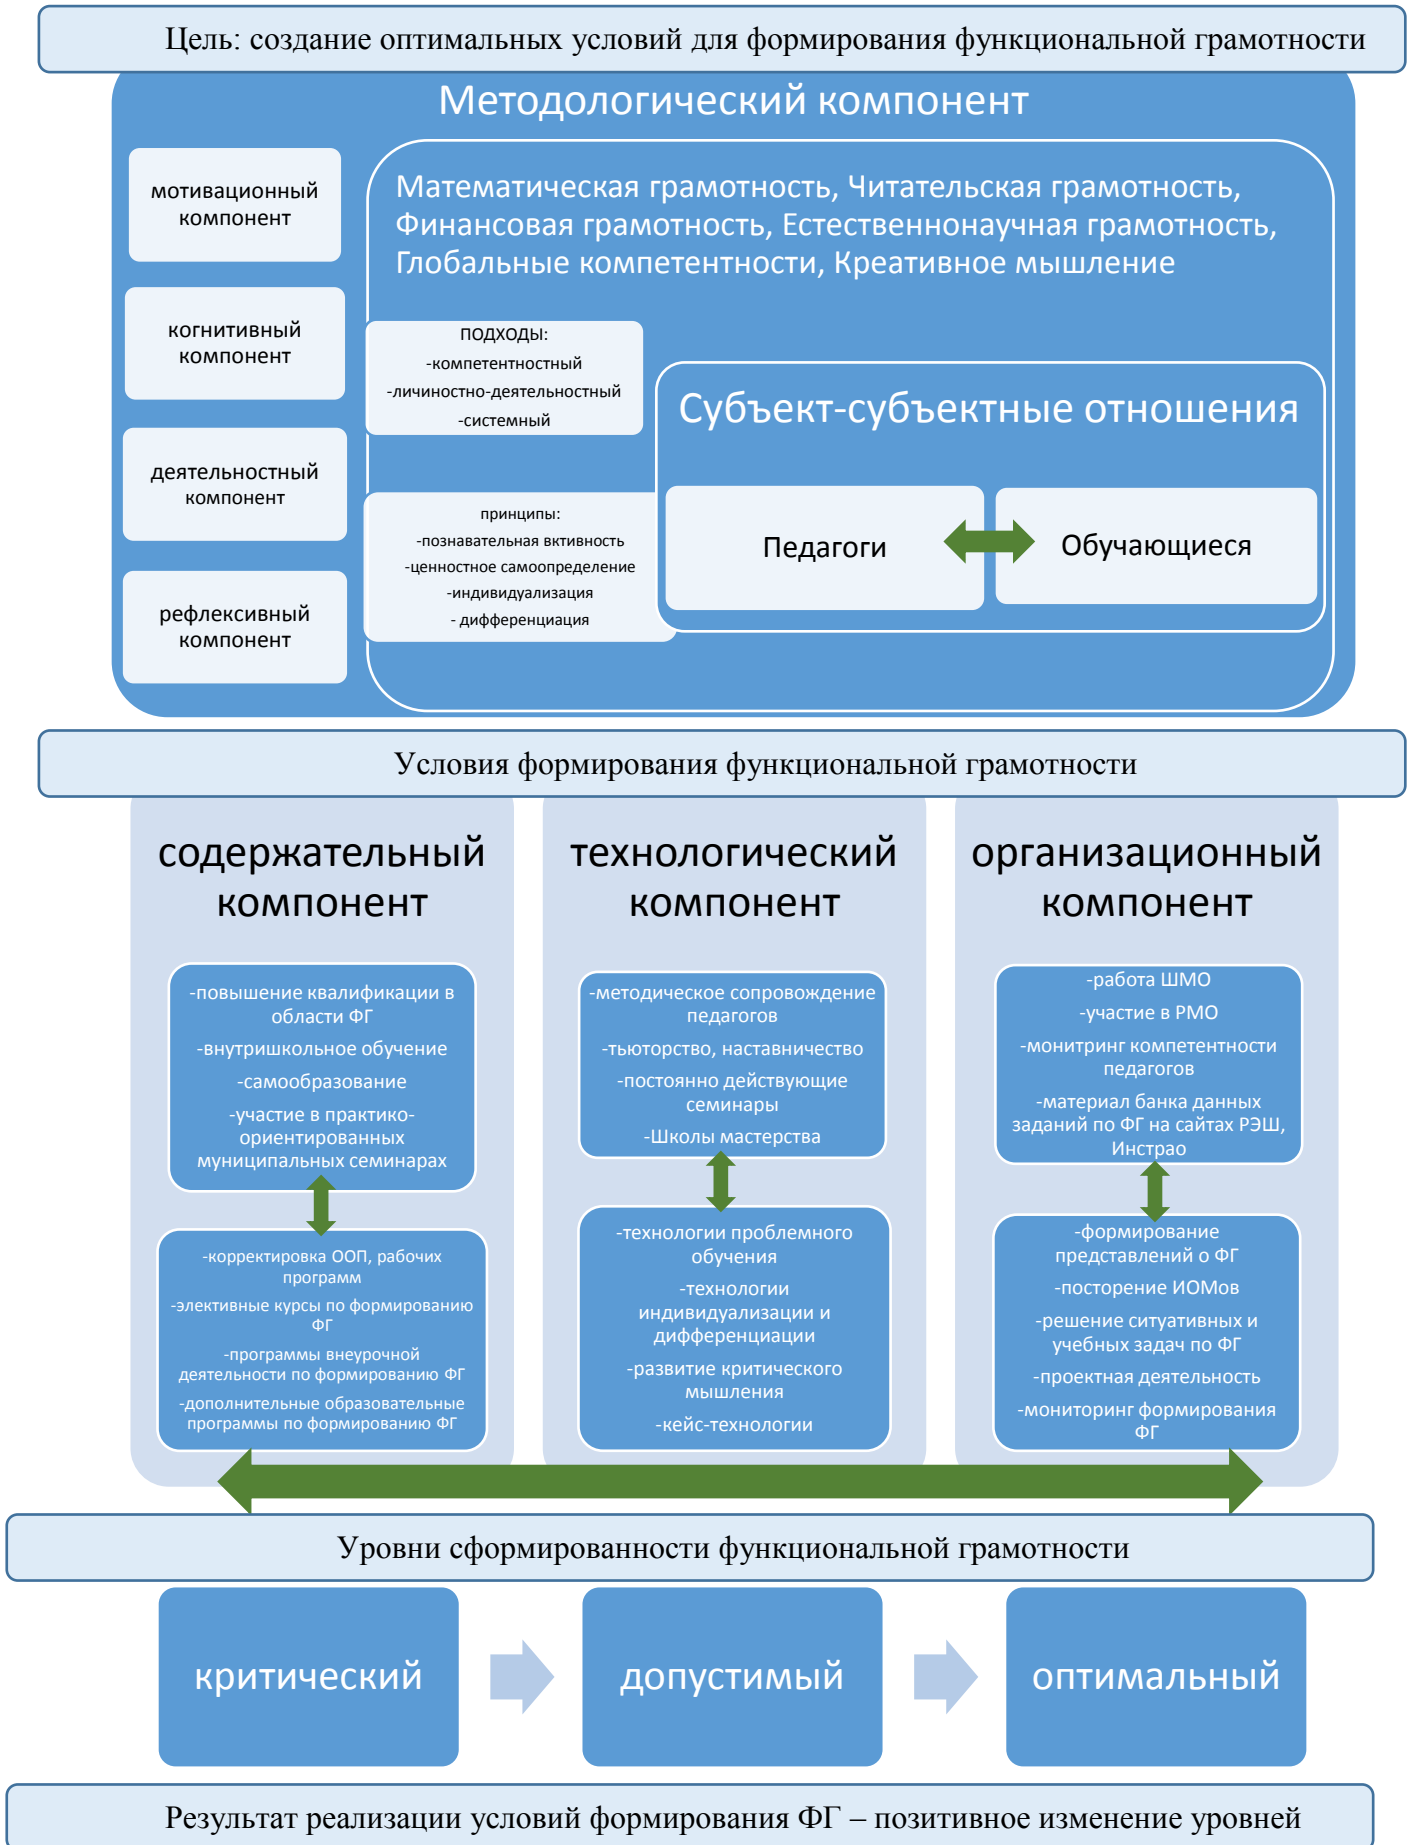 Цель: создание оптимальных условий для формирования функциональной грамотности
Методологический компонент
мотивационный
компонент
когнитивный
компонент
деятельностный
компонент
рефлексивный
компонент
Математическая грамотность, Читательская грамотность,
Финансовая грамотность, Естественнонаучная грамотность,
Глобальные компетентности, Креативное мышление
ПОДХОДЫ:
-компетентностный
-личиностно-деятельностный
-системный
принципы:
-познавательная вктивность
-ценностное самоопределение
-индивидуализация
- дифференциация
Субъект-субъектные отношения
Педагоги
Обучающиеся
Условия формирования функциональной грамотности
содержательный
компонент
-повышение квалификации в
области ФГ
-внутришкольное обучение
-самообразование
-участие в практико-
ориентированных
муниципальных семинарах
-корректировка ООП, рабочих
программ
-элективные курсы по формированию
ФГ
-программы внеурочной
деятельности по формированию ФГ
-дополнительные образовательные
программы по формированию ФГ
технологический
компонент
-методическое сопровождение
педагогов
-тьюторство, наставничество
-постоянно действующие
семинары
-Школы мастерства
-технологии проблемного
обучения
-технологии
индивидуализации и
дифференциации
-развитие критического
мышления
-кейс-технологии
организационный
компонент
-работа ШМО
-участие в РМО
-монитринг компетентности
педагогов
-материал банка данных
заданий по ФГ на сайтах РЭШ,
Инстрао
-формирование
представлений о ФГ
-посторение ИОМов
-решение ситуативных и
учебных задач по ФГ
-проектная деятельность
-мониторинг формирования
ФГ
Уровни сформированности функциональной грамотности
критический
допустимый
оптимальный
Результат реализации условий формирования ФГ – позитивное изменение уровней